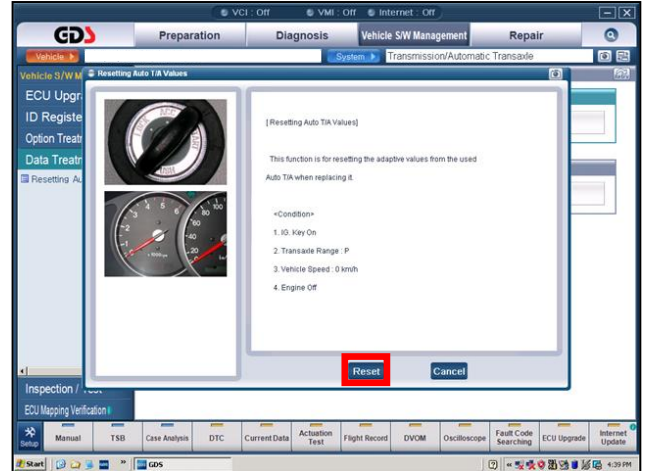 VCI : Off VMI : Off Internet : Off
GDS Preparation Diagnosis Vehicle S/W Management Repair
Vehicle System Transmission/Automatic Transaxle
Vehicle S/W M
Resetting Auto T/A Values
ECU Upgr
ID Registe
Option Treatm
Data Treatm
Resetting Au
[ Resetting Auto T/A Values]
This function is for resetting the adaptive values from the used
Auto T/A when replacing it.
<Condition>
1. IG. Key On
2. Transaxle Range : P
3. Vehicle Speed : 0 km/h
4. Engine Off
Reset Cancel
Inspection /
ECU Mapping Verification
Setup Manual TSB Case Analysis DTC Current Data Actuation Test Flight Record DVOM Oscilloscope Fault Code Searching ECU Upgrade Internet Update
Start GDS 4:39 PM